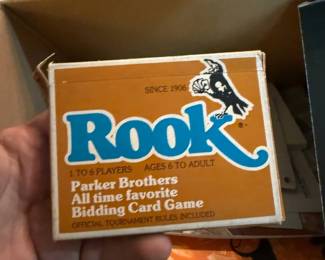 SINCE 1906
Rook
1 TO 6 PLAYERS AGES 6 TO ADULT
Parker Brothers
All time favorite
Bidding Card Game
OFFICIAL TOURNAMENT RULES INCLUDED